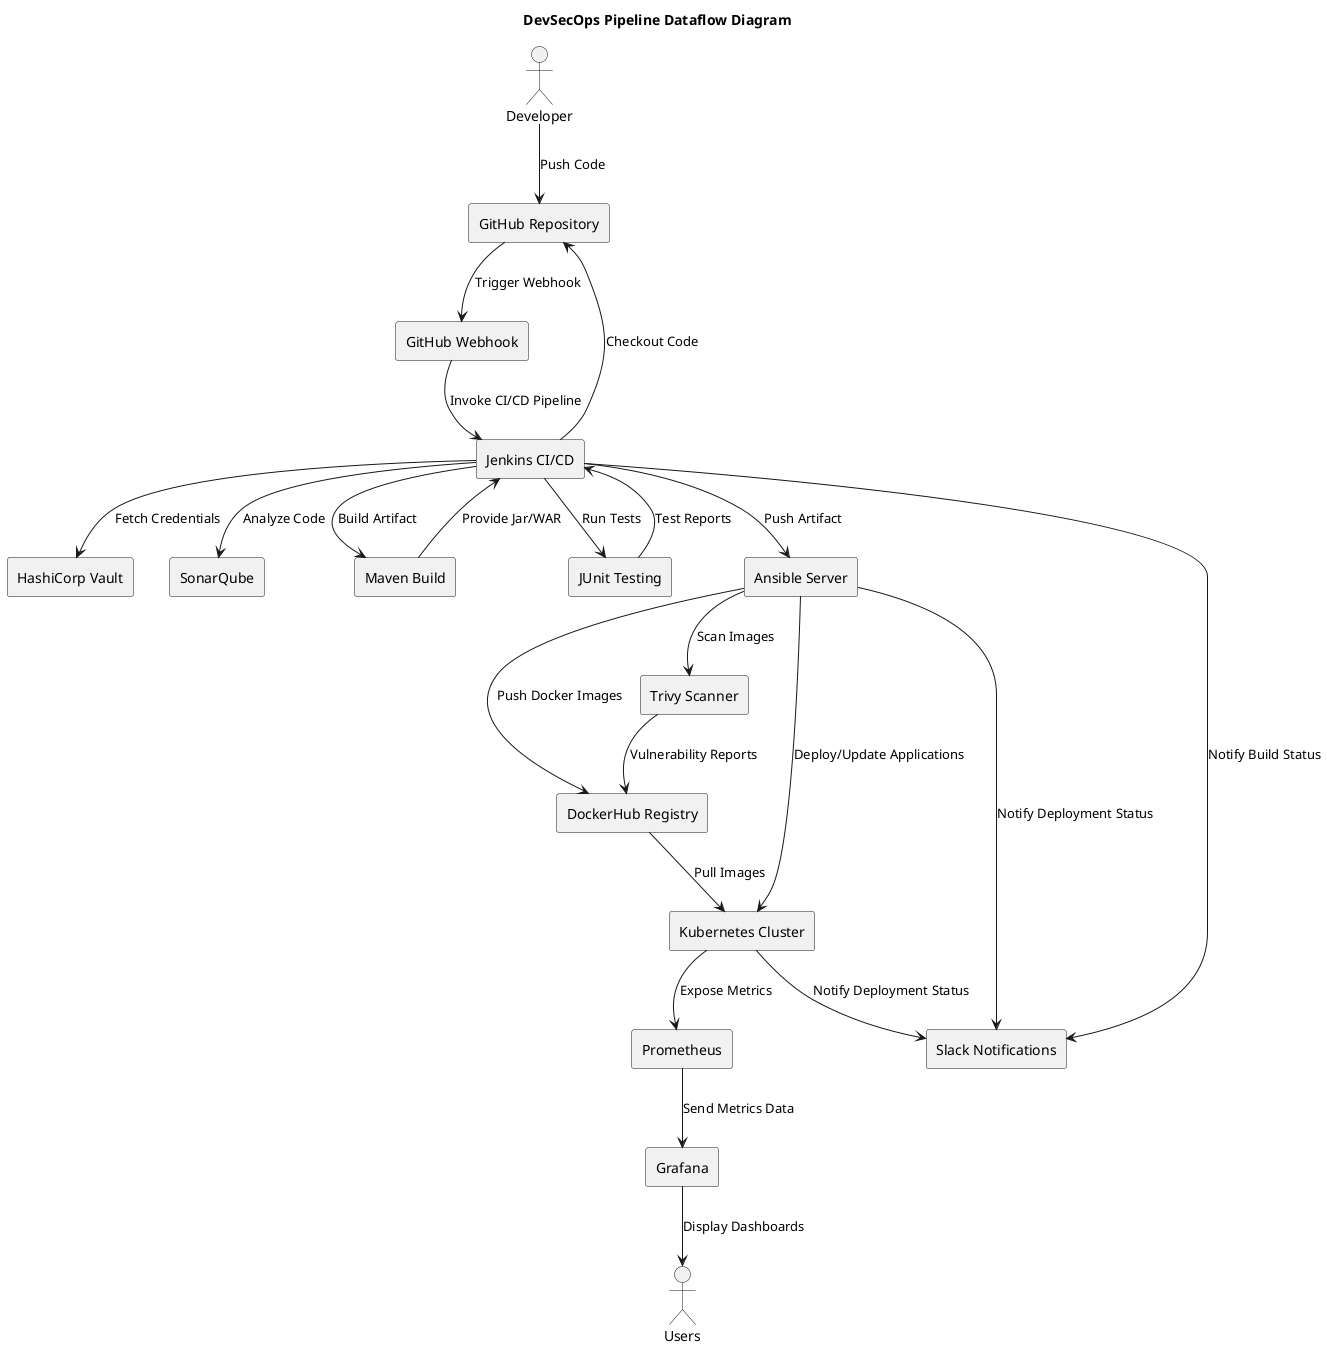 DevSecOps Pipeline Dataflow Diagram
Developer
Push Code
GitHub Repository
Trigger Webhook
GitHub Webhook
Checkout Code
Invoke CI/CD Pipeline
Jenkins CI/CD
Fetch Credentials
Analyze Code
Build Artifact
Provide Jar/WAR
Run Tests
Test Reports
Push Artifact
HashiCorp Vault
SonarQube
Maven Build
JUnit Testing
Ansible Server
Scan Images
Push Docker Images
Trivy Scanner
Vulnerability Reports
Deploy/Update Applications
Notify Build Status
DockerHub Registry
Notify Deployment Status
Pull Images
Kubernetes Cluster
Expose Metrics
Notify Deployment Status
Prometheus
Slack Notifications
Send Metrics Data
Grafana
Display Dashboards
Users